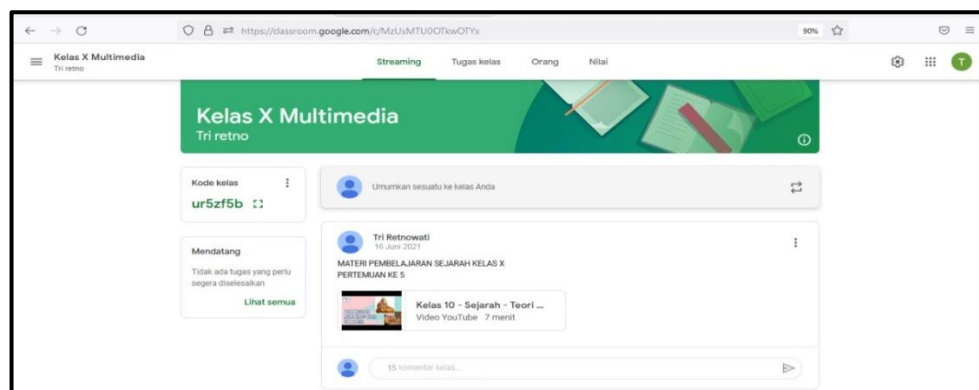 https://classroom.google.com/c/MzUxMTU0OTkwOTYx
90%
Kelas X Multimedia
Tri retno
Streaming
Tugas kelas
Orang
Nilai
T
Kelas X Multimedia
Tri retno
Kode kelas
ur5zf5b
Umumkan sesuatu ke kelas Anda
Mendatang
Tidak ada tugas yang perlu
segera diselesaikan
Lihat semua
Tri Retnowati
16 Juni 2021
MATERI PEMBELAJARAN SEJARAH KELAS X
PERTEMUAN KE 5
Kelas 10 - Sejarah - Teori ...
Video YouTube 7 menit
15 komentar kelas...